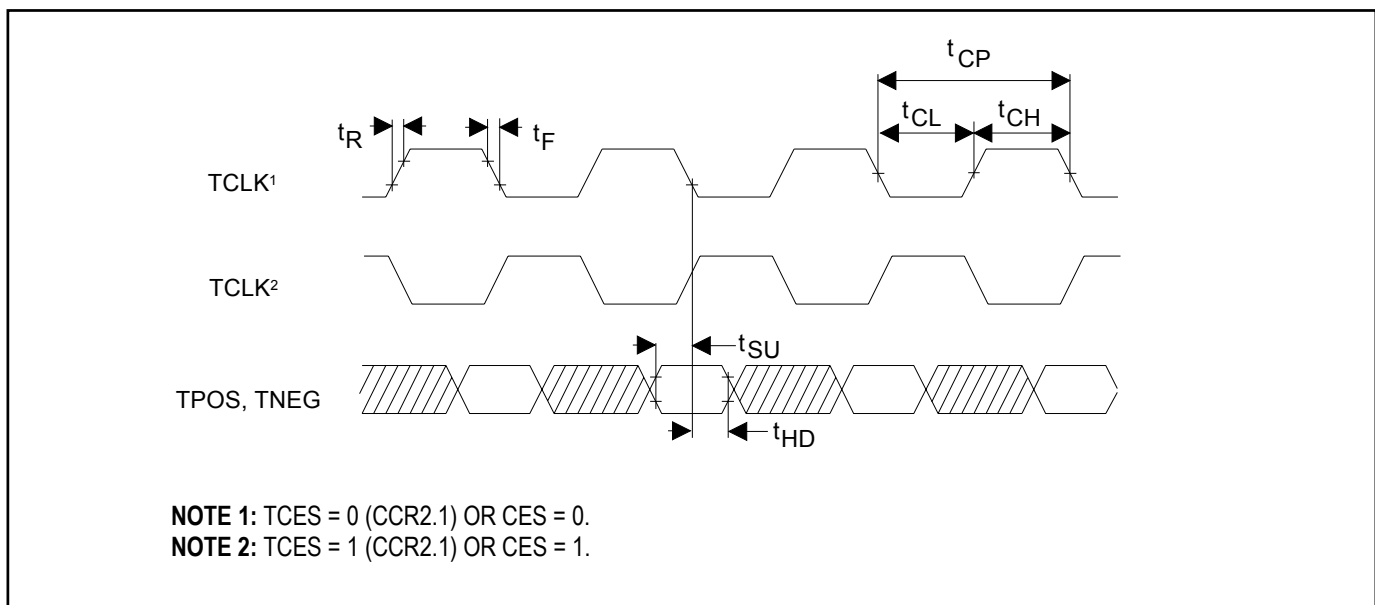 tCP
tCL tCH
tR tF
TCLK¹
TCLK²
tSU
TPOS, TNEG
tHD
NOTE 1: TCES = 0 (CCR2.1) OR CES = 0.
NOTE 2: TCES = 1 (CCR2.1) OR CES = 1.